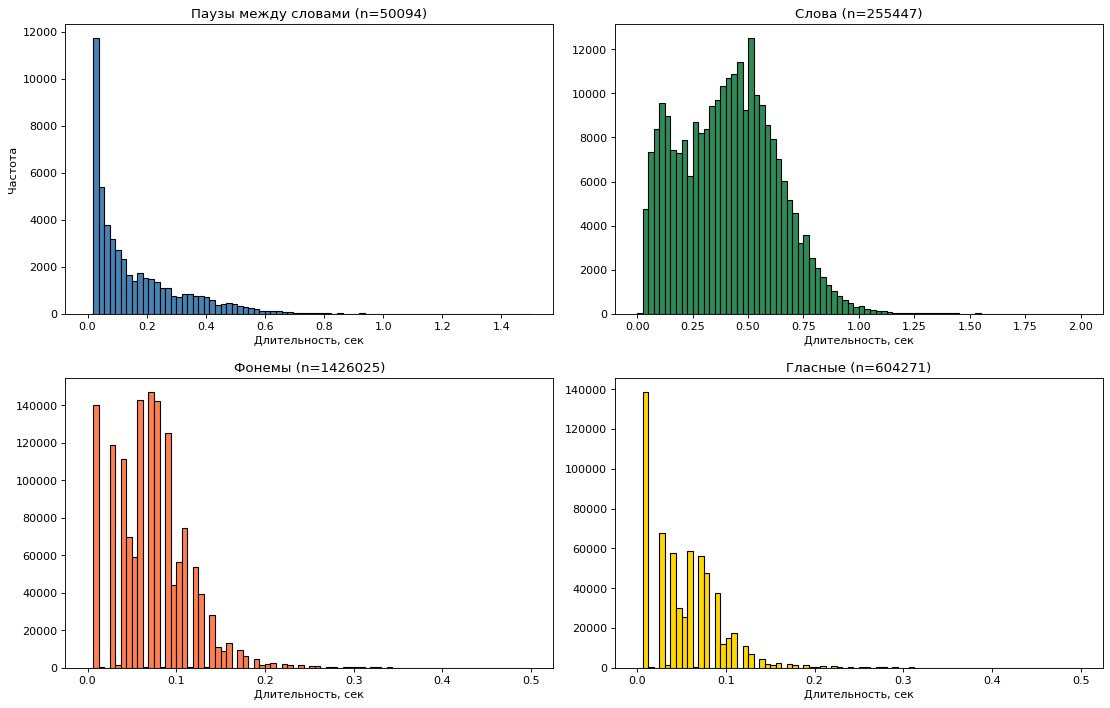 Паузы между словами (n=50094)
Частота
12000
10000
8000
6000
4000
2000
0
0.0 0.2 0.4 0.6 0.8 1.0 1.2 1.4
Длительность, сек
Слова (n=255447)
12000
10000
8000
6000
4000
2000
0
0.00 0.25 0.50 0.75 1.00 1.25 1.50 1.75 2.00
Длительность, сек
Фонемы (n=1426025)
140000
120000
100000
80000
60000
40000
20000
0
0.0 0.1 0.2 0.3 0.4 0.5
Длительность, сек
Гласные (n=604271)
140000
120000
100000
80000
60000
40000
20000
0
0.0 0.1 0.2 0.3 0.4 0.5
Длительность, сек